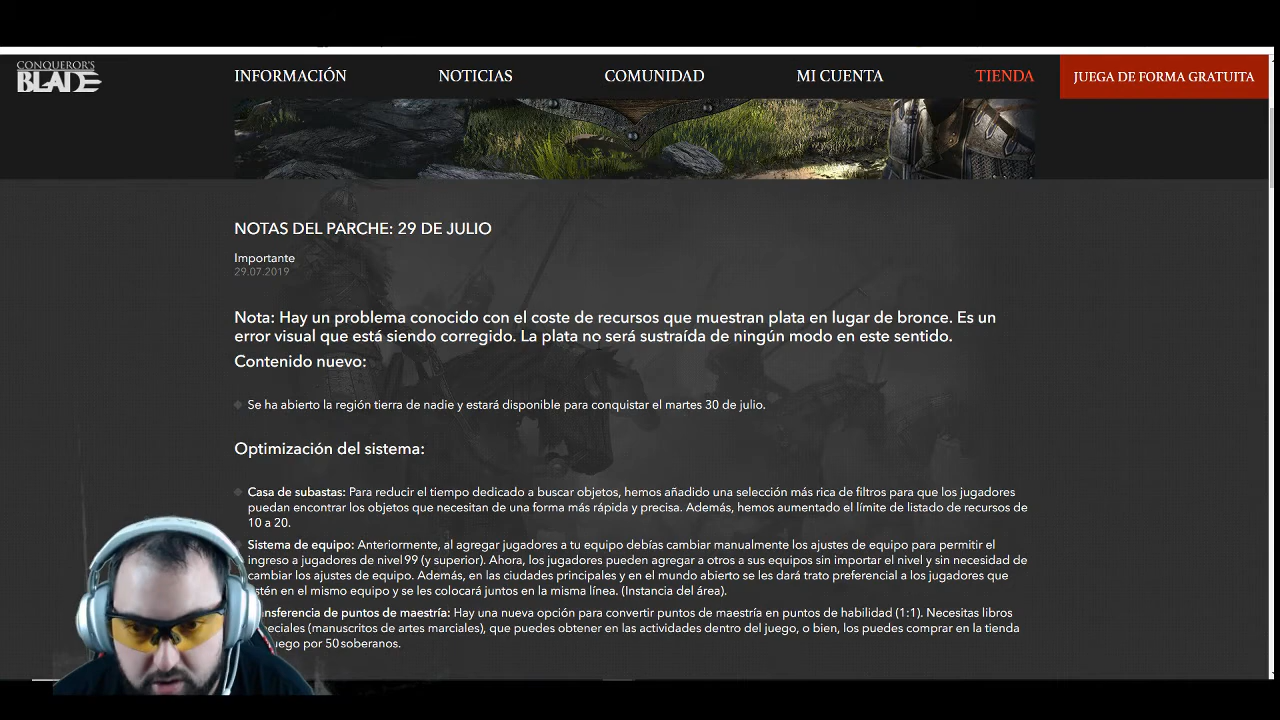 CONQUEROR'S
BLADE
INFORMACIÓN
NOTICIAS
COMUNIDAD
MI CUENTA
TIENDA
JUEGA DE FORMA GRATUITA
NOTAS DEL PARCHE: 29 DE JULIO
Importante
29.07.2019
Nota: Hay un problema conocido con el coste de recursos que muestran plata en lugar de bronce. Es un
error visual que está siendo corregido. La plata no será sustraída de ningún modo en este sentido.
Contenido nuevo:
Se ha abierto la región tierra de nadie y estará disponible para conquistar el martes 30 de julio.
Optimización del sistema:
Casa de subastas: Para reducir el tiempo dedicado a buscar objetos, hemos añadido una selección más rica de filtros para que los jugadores
puedan encontrar los objetos que necesitan de una forma más rápida y precisa. Además, hemos aumentado el límite de listado de recursos de
10 a 20.
Sistema de equipo: Anteriormente, al agregar jugadores a tu equipo debías cambiar manualmente los ajustes de equipo para permitir el
ingreso a jugadores de nivel 99 (y superior). Ahora, los jugadores pueden agregar a otros a sus equipos sin importar el nivel y sin necesidad de
cambiar los ajustes de equipo. Además, en las ciudades principales y en el mundo abierto se les dará trato preferencial a los jugadores que
estén en el mismo equipo y se les colocará juntos en la misma línea. (Instancia del área).
nsferencia de puntos de maestría: Hay una nueva opción para convertir puntos de maestría en puntos de habilidad (1:1). Necesitas libros
eciales (manuscritos de artes marciales), que puedes obtener en las actividades dentro del juego, o bien, los puedes comprar en la tienda
uego por 50 soberanos.